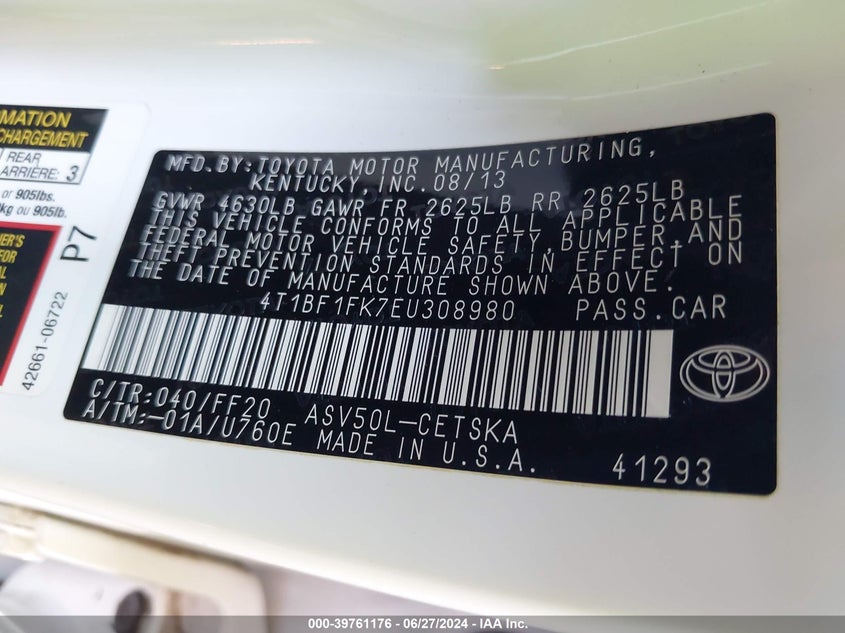 MATION
CHARGEMENT
REAR
ARRIÈRE: 3
or 905lbs.
kg ou 905lb.
P7
ER'S
FOR
AL
42661-06722
MFD.BY:TOYOTA MOTOR MANUFACTURING,
KENTUCKY,INC. 08/13
GVWR 4630LB GAWR FR 2625LB RR 2625LB
THIS VEHICLE CONFORMS TO ALL APPLICABLE
FEDERAL MOTOR VEHICLE SAFETY,BUMPER,AND
THEFT PREVENTION STANDARDS IN EFFECT ON
THE DATE OF MANUFACTURE SHOWN ABOVE.
4T1BF1FK7EU308980 PASS.CAR
C/TR:040/FF20 ASV50L-CETSKA
A/TM:-01A/U760E MADE IN U.S.A.
41293
000-39761176 | 06/27/2024 - © IAA Inc.